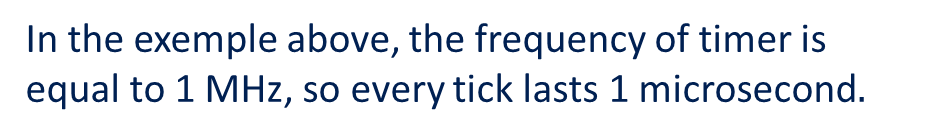 In the exemple above, the frequency of timer is
equal to 1 MHz, so every tick lasts 1 microsecond.